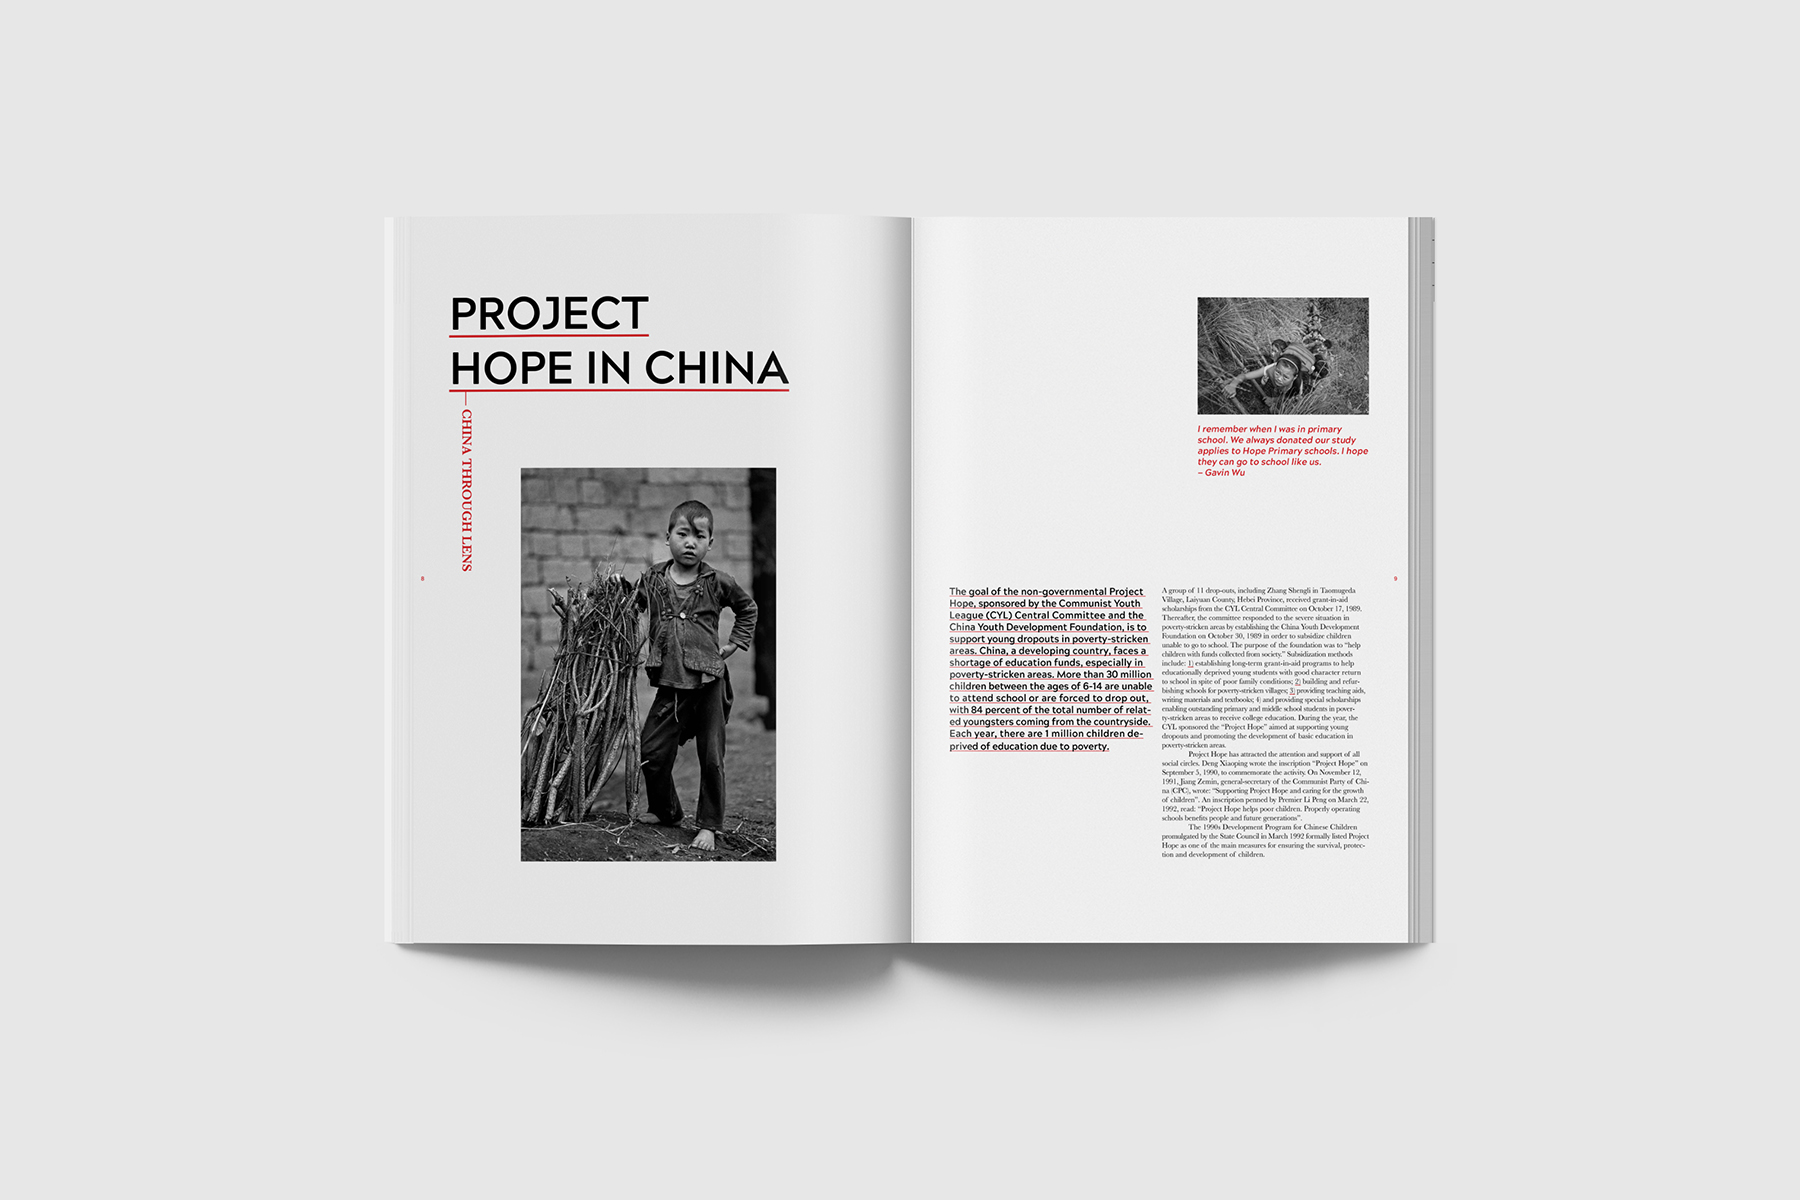 PROJECT
HOPE IN CHINA
— CHINA THROUGH LENS
8
I remember when I was in primary
school. We always donated our study
applies to Hope Primary schools. I hope
they can go to school like us.
– Gavin Wu
9
The goal of the non-governmental Project
Hope, sponsored by the Communist Youth
League (CYL) Central Committee and the
China Youth Development Foundation, is to
support young dropouts in poverty-stricken
areas. China, a developing country, faces a
shortage of education funds, especially in
poverty-stricken areas. More than 30 million
children between the ages of 6-14 are unable
to attend school or are forced to drop out,
with 84 percent of the total number of relat-
ed youngsters coming from the countryside.
Each year, there are 1 million children de-
prived of education due to poverty.
A group of 11 drop-outs, including Zhang Shengli in Taomugeda
Village, Laiyuan County, Hebei Province, received grant-in-aid
scholarships from the CYL Central Committee on October 17, 1989.
Thereafter, the committee responded to the severe situation in
poverty-stricken areas by establishing the China Youth Development
Foundation on October 30, 1989 in order to subsidize children
unable to go to school. The purpose of the foundation was to “help
children with funds collected from society.” Subsidization methods
include: 1) establishing long-term grant-in-aid programs to help
educationally deprived young students with good character return
to school in spite of poor family conditions; 2) building and refur-
bishing schools for poverty-stricken villages; 3) providing teaching aids,
writing materials and textbooks; 4) and providing special scholarships
enabling outstanding primary and middle school students in pover-
ty-stricken areas to receive college education. During the year, the
CYL sponsored the “Project Hope” aimed at supporting young
dropouts and promoting the development of basic education in
poverty-stricken areas.
Project Hope has attracted the attention and support of all
social circles. Deng Xiaoping wrote the inscription “Project Hope” on
September 5, 1990, to commemorate the activity. On November 12,
1991, Jiang Zemin, general-secretary of the Communist Party of Chi-
na (CPC), wrote: “Supporting Project Hope and caring for the growth
of children”. An inscription penned by Premier Li Peng on March 22,
1992, read: “Project Hope helps poor children. Properly operating
schools benefits people and future generations”.
The 1990s Development Program for Chinese Children
promulgated by the State Council in March 1992 formally listed Project
Hope as one of the main measures for ensuring the survival, protec-
tion and development of children.